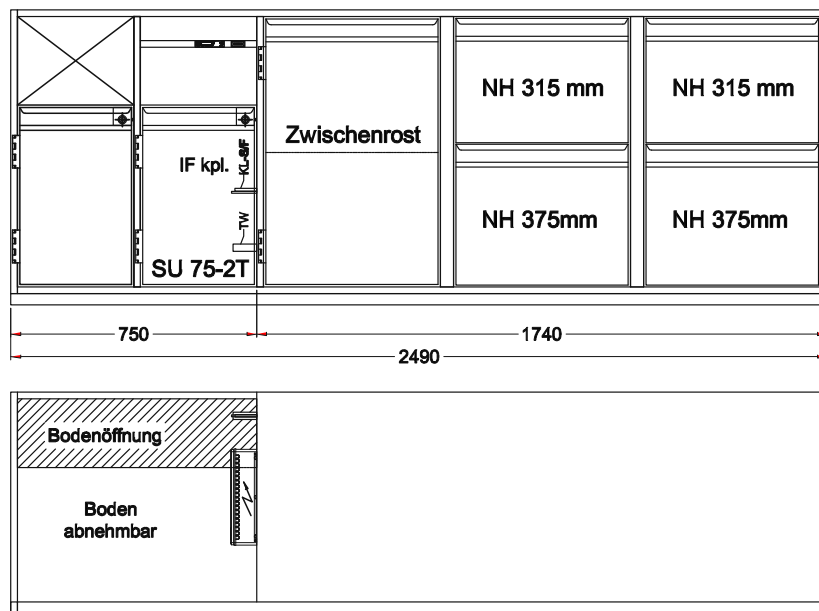 NH 315 mm
NH 315 mm
Zwischenrost
IF kpl.
KL-S/F
NH 375mm
NH 375mm
TW
SU 75-2T
750
1740
2490
Bodenöffnung
Boden
abnehmbar